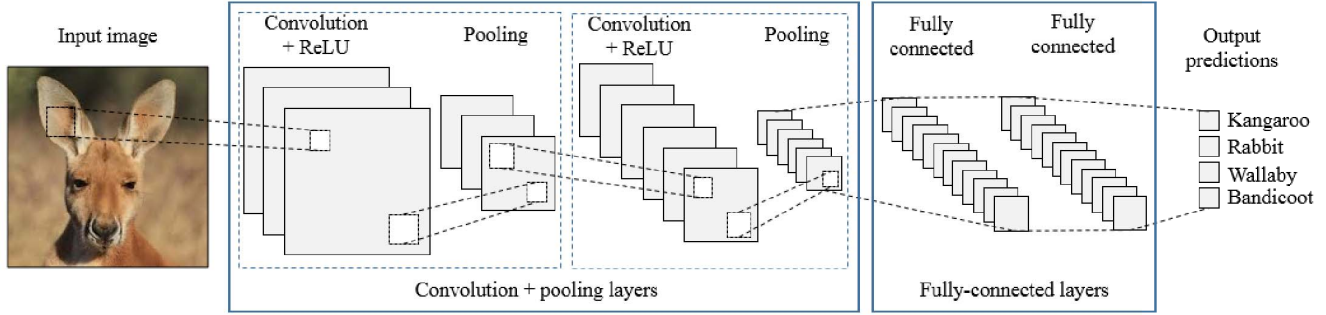 Input image
Convolution
+ ReLU
Pooling
Convolution
+ ReLU
Pooling
Convolution + pooling layers
Fully
connected
Fully
connected
Fully-connected layers
Output
predictions
Kangaroo
Rabbit
Wallaby
Bandicoot